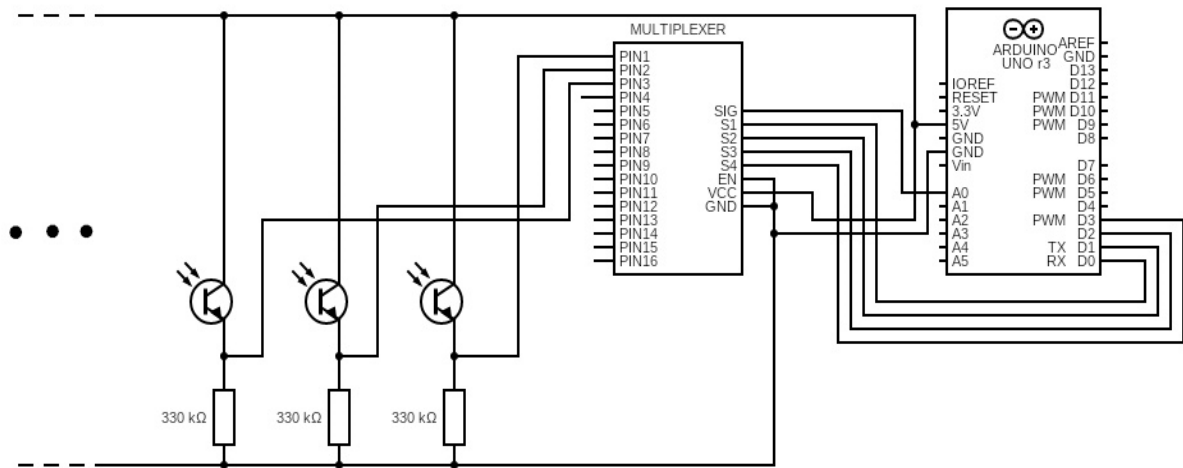 MULTIPLEXER
PIN1
PIN2
PIN3
PIN4
PIN5
PIN6
PIN7
PIN8
PIN9
PIN10
PIN11
PIN12
PIN13
PIN14
PIN15
PIN16
SIG
S1
S2
S3
S4
EN
VCC
GND
ARDUINO
UNO r3
IOREF
RESET
3.3V
5V
GND
GND
Vin
A0
A1
A2
A3
A4
A5
AREF
GND
D13
D12
PWM D11
PWM D10
PWM D9
D8
D7
PWM D6
PWM D5
D4
PWM D3
D2
TX D1
RX D0
330 kΩ
330 kΩ
330 kΩ